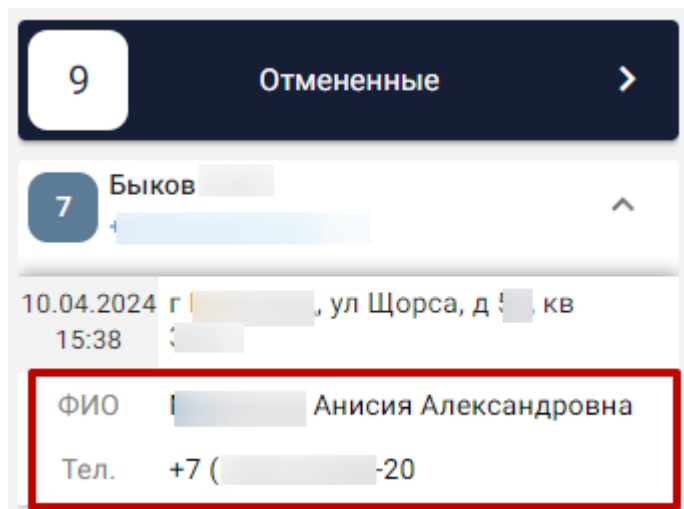 9 Отмененные
7 Быков
+
10.04.2024 г , ул Щорса, д , кв
15:38
ФИО Анисия Александровна
Тел. +7 ( -20